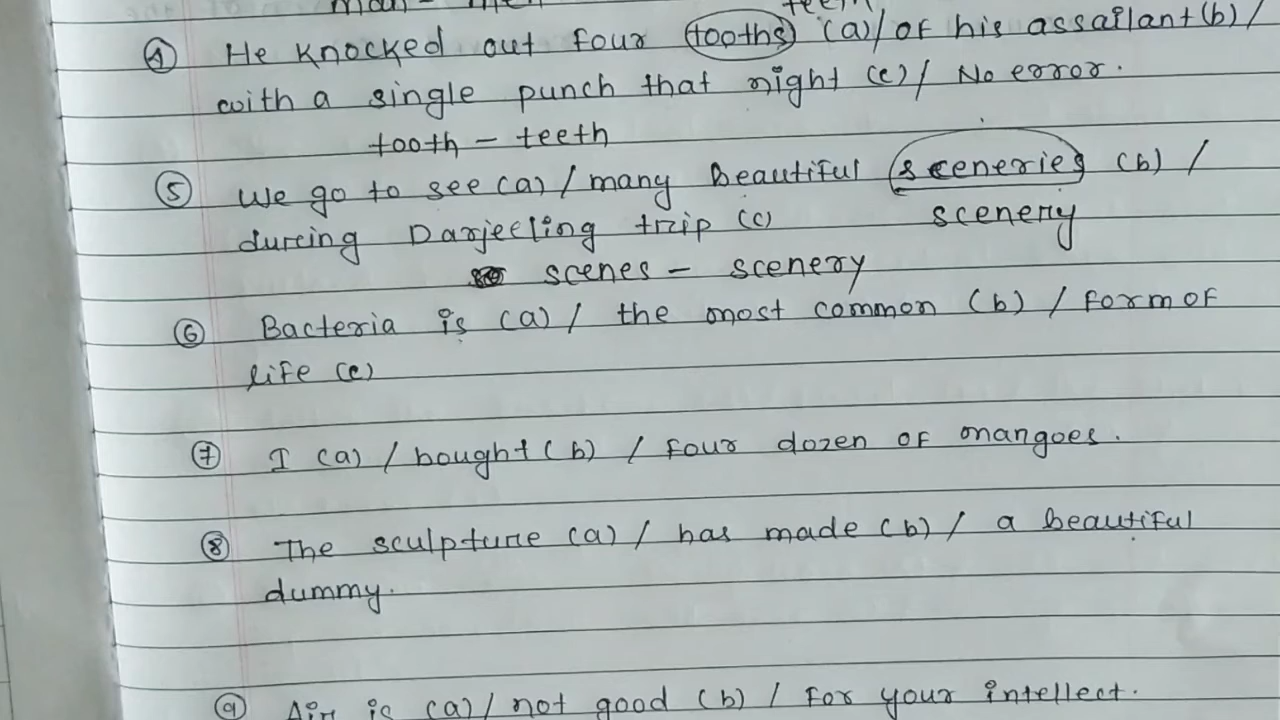 man - men
teeth
④ He knocked out four tooths (a)/ of his assailant (b) /
with a single punch that night (c) / No error.
tooth - teeth
⑤ We go to see (a) / many beautiful sceneries (b) /
during Darjeeling trip (c)
scenery
scenes - scenery
⑥ Bacteria is (a) / the most common (b) / form of
life (c)
⑦ I (a) / bought (b) / four dozen of mangoes.
⑧ The sculpture (a) / has made (b) / a beautiful
dummy.
⑨ Air is (a) / not good (b) / for your intellect.